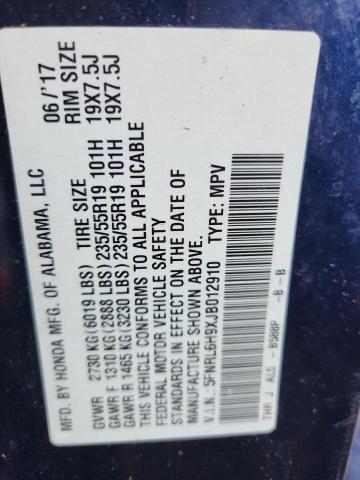 MFD. BY HONDA MFG. OF ALABAMA, LLC 06/'17
TIRE SIZE RIM SIZE
GVWR 2730 KG (6019 LBS)
GAWR F 1310 KG (2888 LBS) 235/55R19 101H 19X7.5J
GAWR R 1465 KG (3230 LBS) 235/55R19 101H 19X7.5J
THIS VEHICLE CONFORMS TO ALL APPLICABLE
FEDERAL MOTOR VEHICLE SAFETY
STANDARDS IN EFFECT ON THE DATE OF
MANUFACTURE SHOWN ABOVE.
V.I.N.: 5FNRL6H9XJB012910 TYPE: MPV
THR J AL5 -B588P -B-B